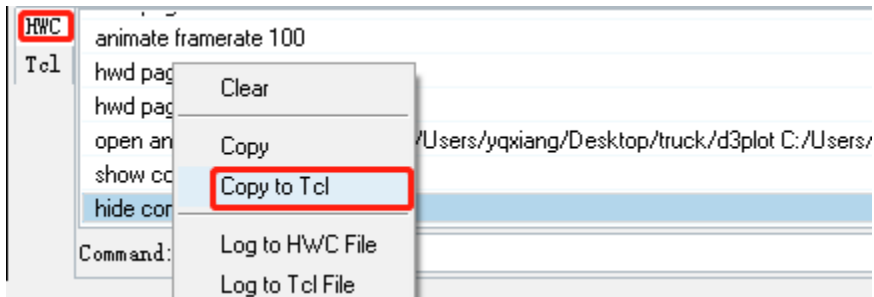 HWC
Tcl
animate framerate 100
hwd pag
hwd pag
open an /Users/yqxiang/Desktop/truck/d3plot C:/Users/
show co
hide cor
Command:
Clear
Copy
Copy to Tcl
Log to HWC File
Log to Tcl File